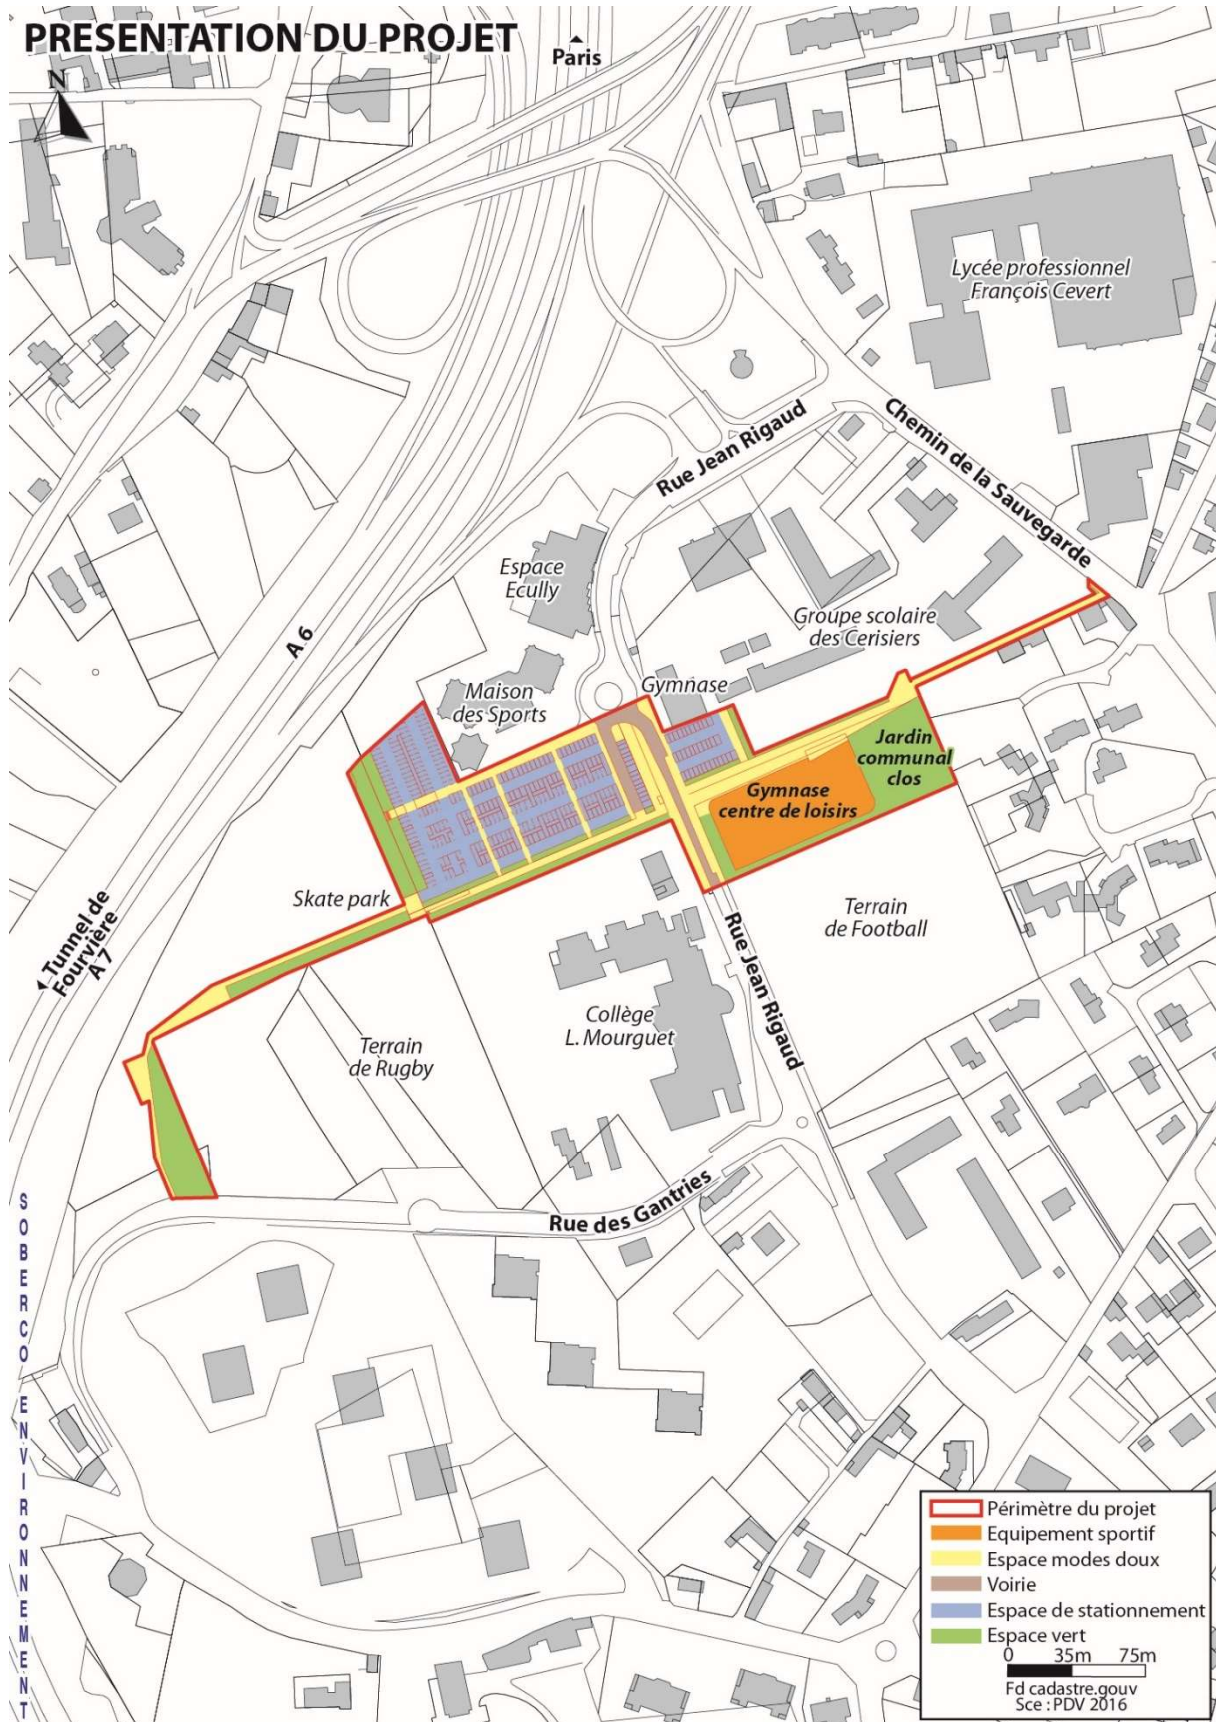 PRESENTATION DU PROJET
Paris
N
Lycée professionnel
François Cevert
Rue Jean Rigaud
Chemin de la Sauvegarde
Espace
Ecully
A 6
Groupe scolaire
des Cerisiers
Maison
des Sports
Gymnase
Jardin
communal
clos
Gymnase
centre de loisirs
Skate park
Terrain
de Football
Tunnel de
Fourvière
A 7
Rue Jean Rigaud
Collège
L. Mourguet
Terrain
de Rugby
Rue des Gantries
SOBERCO ENVIRONNEMENT
Périmètre du projet
Equipement sportif
Espace modes doux
Voirie
Espace de stationnement
Espace vert
0 35m 75m
Fd cadastre.gouv
Sce : PDV 2016